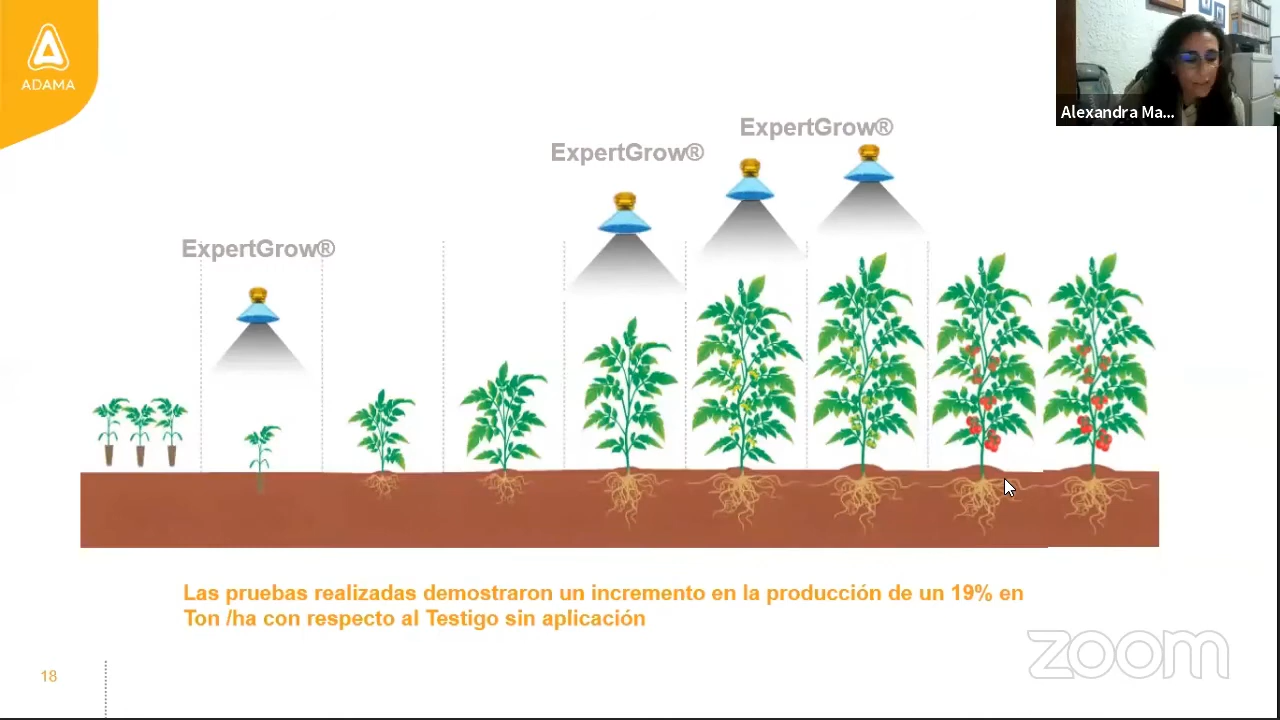 ADAMA
Alexandra Ma...
ExpertGrow®
ExpertGrow®
ExpertGrow®
Las pruebas realizadas demostraron un incremento en la producción de un 19% en
Ton /ha con respecto al Testigo sin aplicación
zoom
18